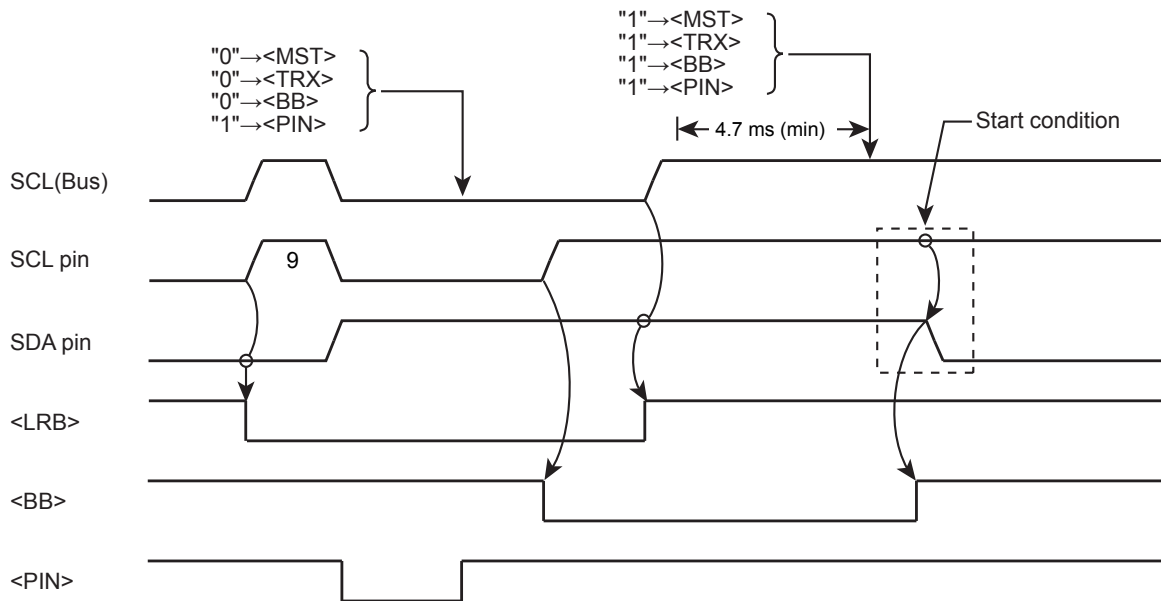 "0"→<MST>
"0"→<TRX>
"0"→<BB>
"1"→<PIN>
"1"→<MST>
"1"→<TRX>
"1"→<BB>
"1"→<PIN>
4.7 ms (min)
Start condition
SCL(Bus)
SCL pin
9
SDA pin
<LRB>
<BB>
<PIN>